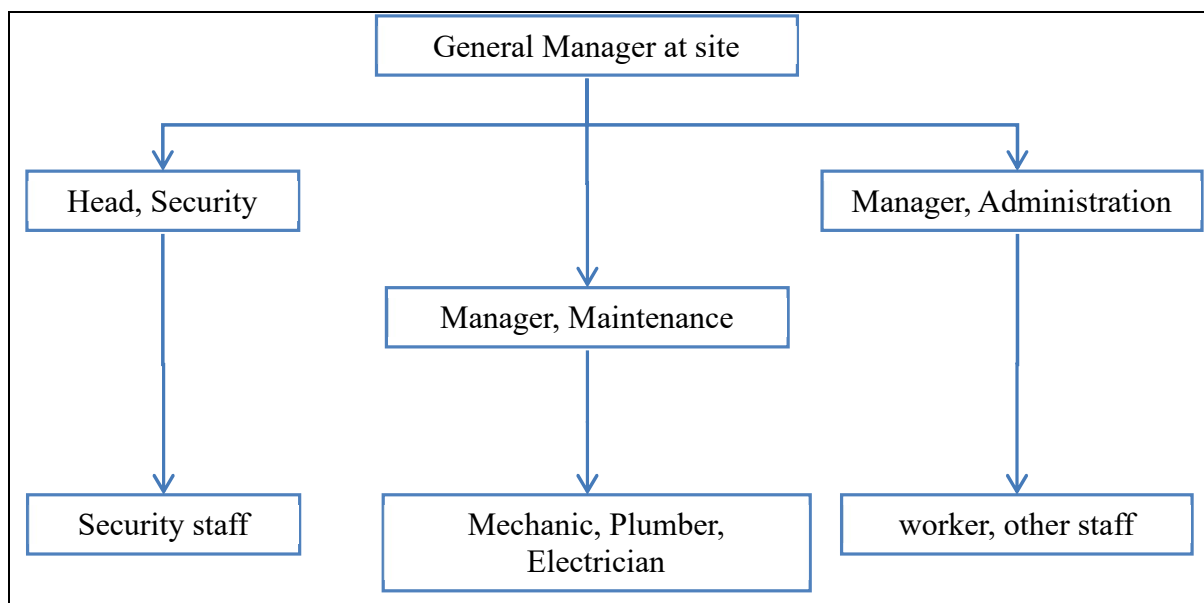 General Manager at site
Head, Security
Manager, Administration
Manager, Maintenance
Security staff
Mechanic, Plumber,
Electrician
worker, other staff